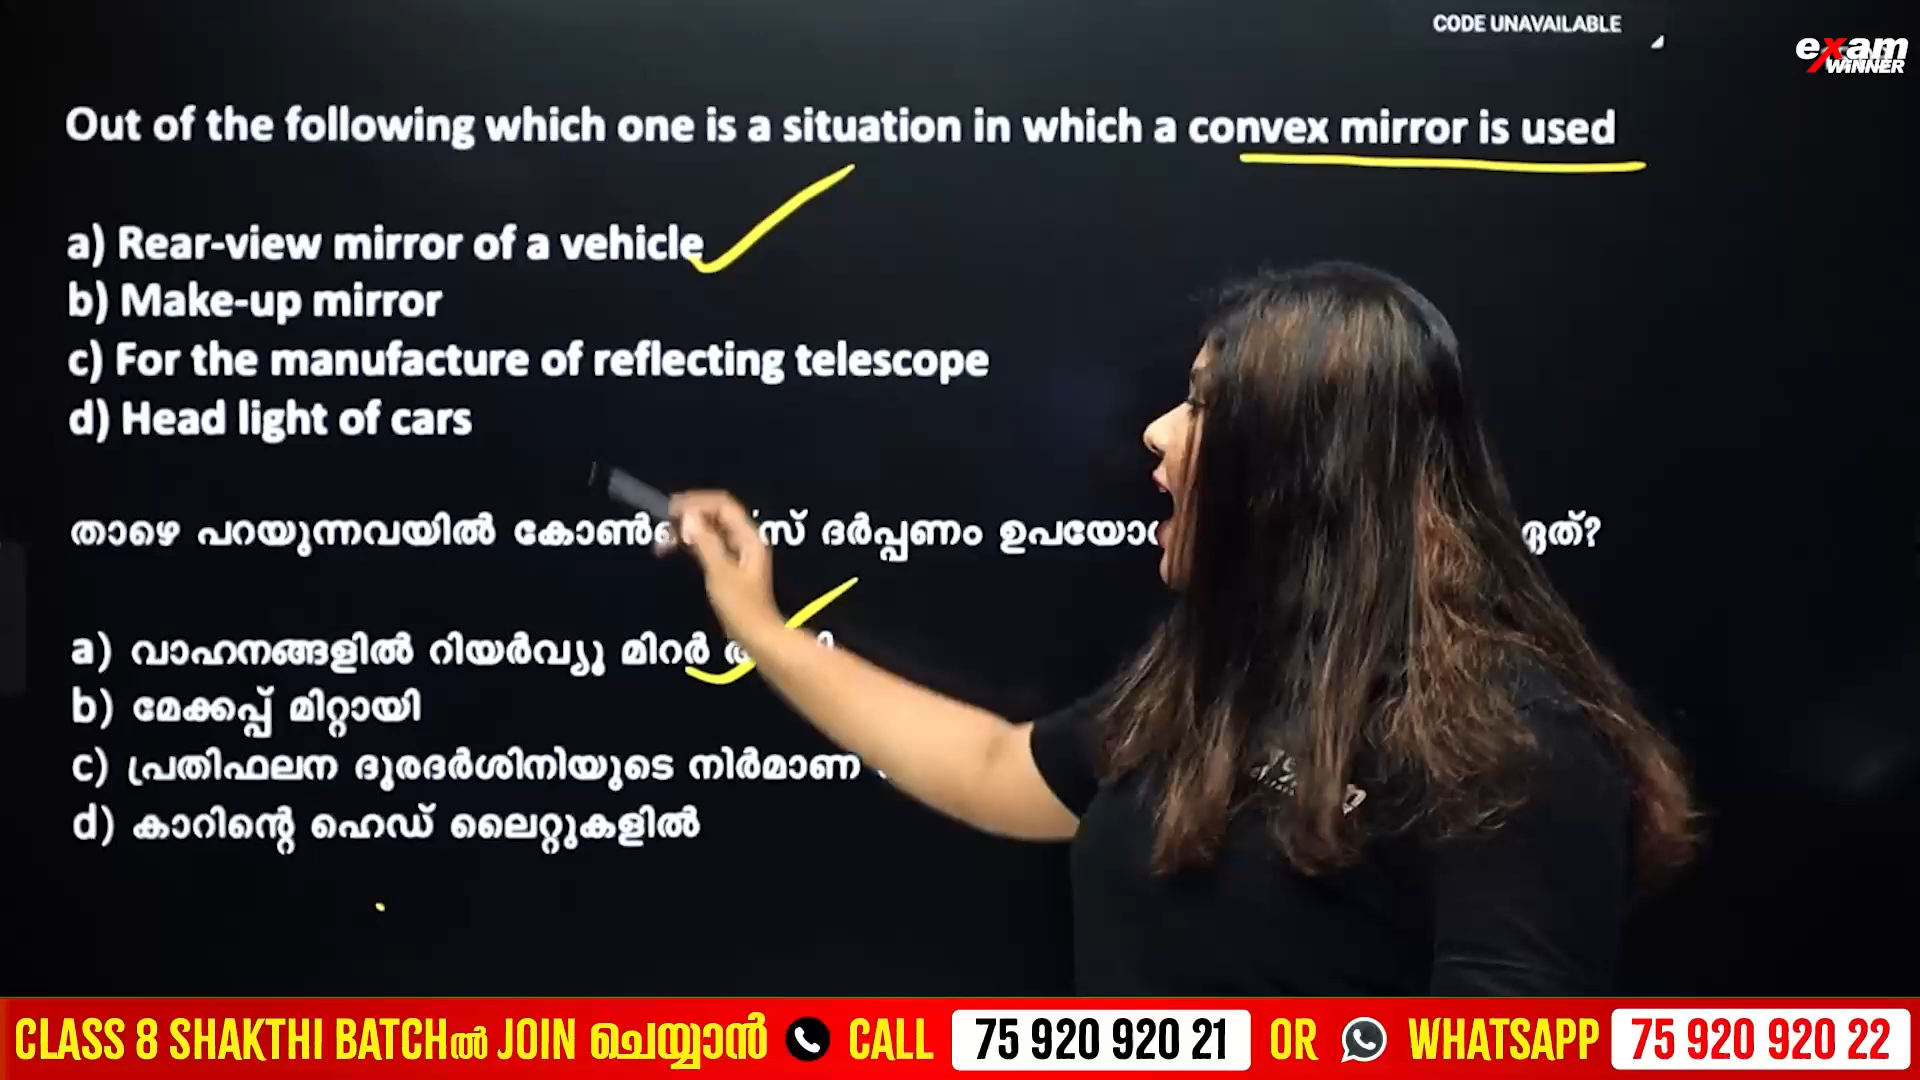 CODE UNAVAILABLE
exam
WINNER
Out of the following which one is a situation in which a convex mirror is used
a) Rear-view mirror of a vehicle
b) Make-up mirror
c) For the manufacture of reflecting telescope
d) Head light of cars
താഴെ പറയുന്നവയിൽ ദർപ്പണം ഏത്?
a) വാഹനങ്ങളിൽ റിയർവ്യൂ മിറർ
b) മേക്കപ്പ് മിറ്റായി
c) പ്രതിഫലന ദൂരദർശിനിയുടെ നിർമാണ
d) കാറിന്റെ ഹെഡ് ലൈറ്റുകളിൽ
CLASS 8 SHAKTHI BATCHൽ JOIN ചെയ്യാൻ CALL 75 920 920 21 OR WHATSAPP 75 920 920 22